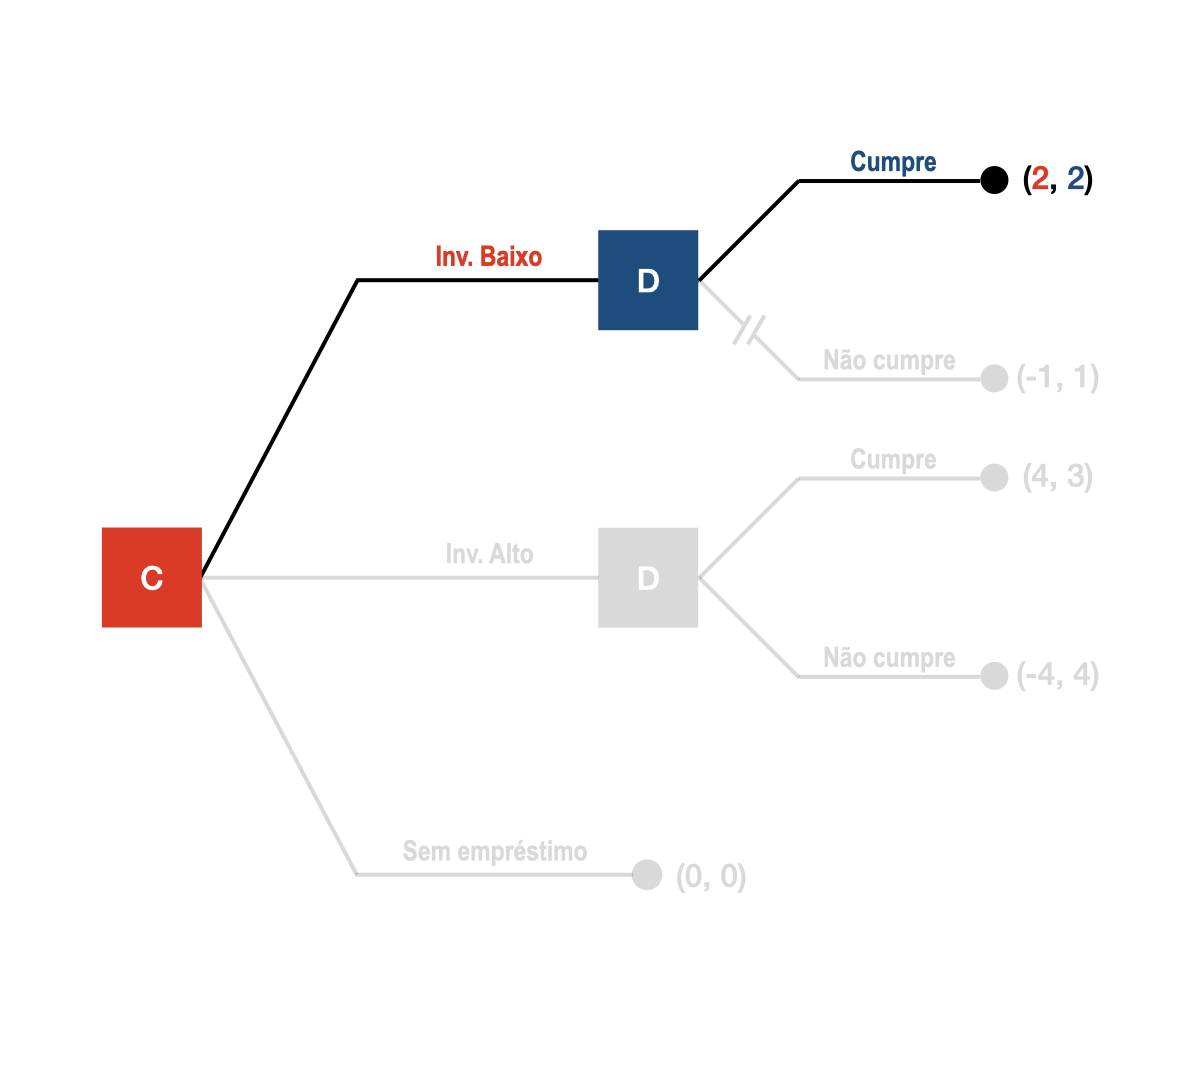 Cumpre
(2, 2)
Inv. Baixo
D
Não cumpre
(-1, 1)
Cumpre
(4, 3)
Inv. Alto
C
D
Não cumpre
(-4, 4)
Sem empréstimo
(0, 0)